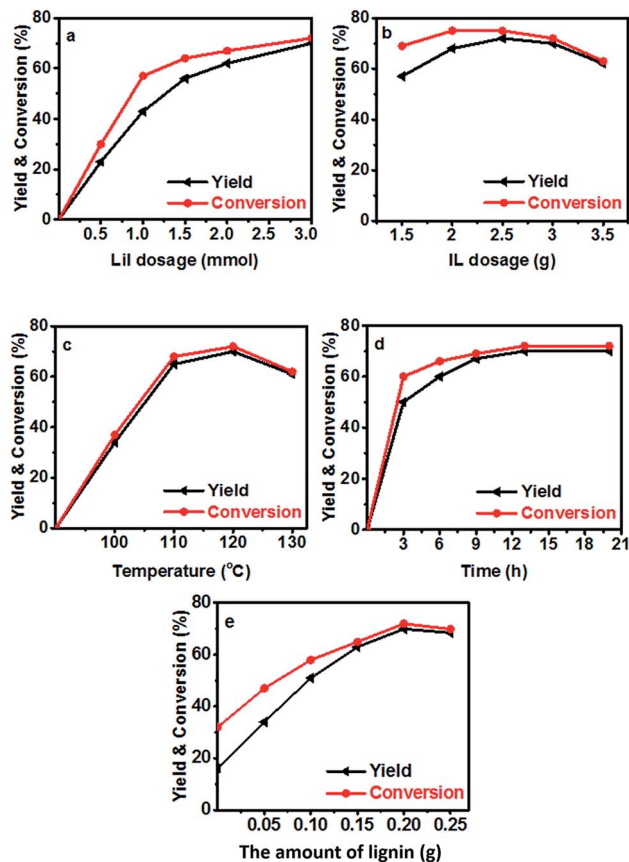 a
Yield & Conversion (%)
80
60
40
20
0
Yield
Conversion
0.5 1.0 1.5 2.0 2.5 3.0
LiI dosage (mmol)
b
Yield & Conversion (%)
80
60
40
20
0
Yield
Conversion
1.5 2 2.5 3 3.5
IL dosage (g)
c
Yield & Conversion (%)
80
60
40
20
0
Yield
Conversion
100 110 120 130
Temperature (°C)
d
Yield & Conversion (%)
80
60
40
20
0
Yield
Conversion
3 6 9 12 15 18 21
Time (h)
e
Yield & Conversion (%)
80
60
40
20
0
Yield
Conversion
0.05 0.10 0.15 0.20 0.25
The amount of lignin (g)